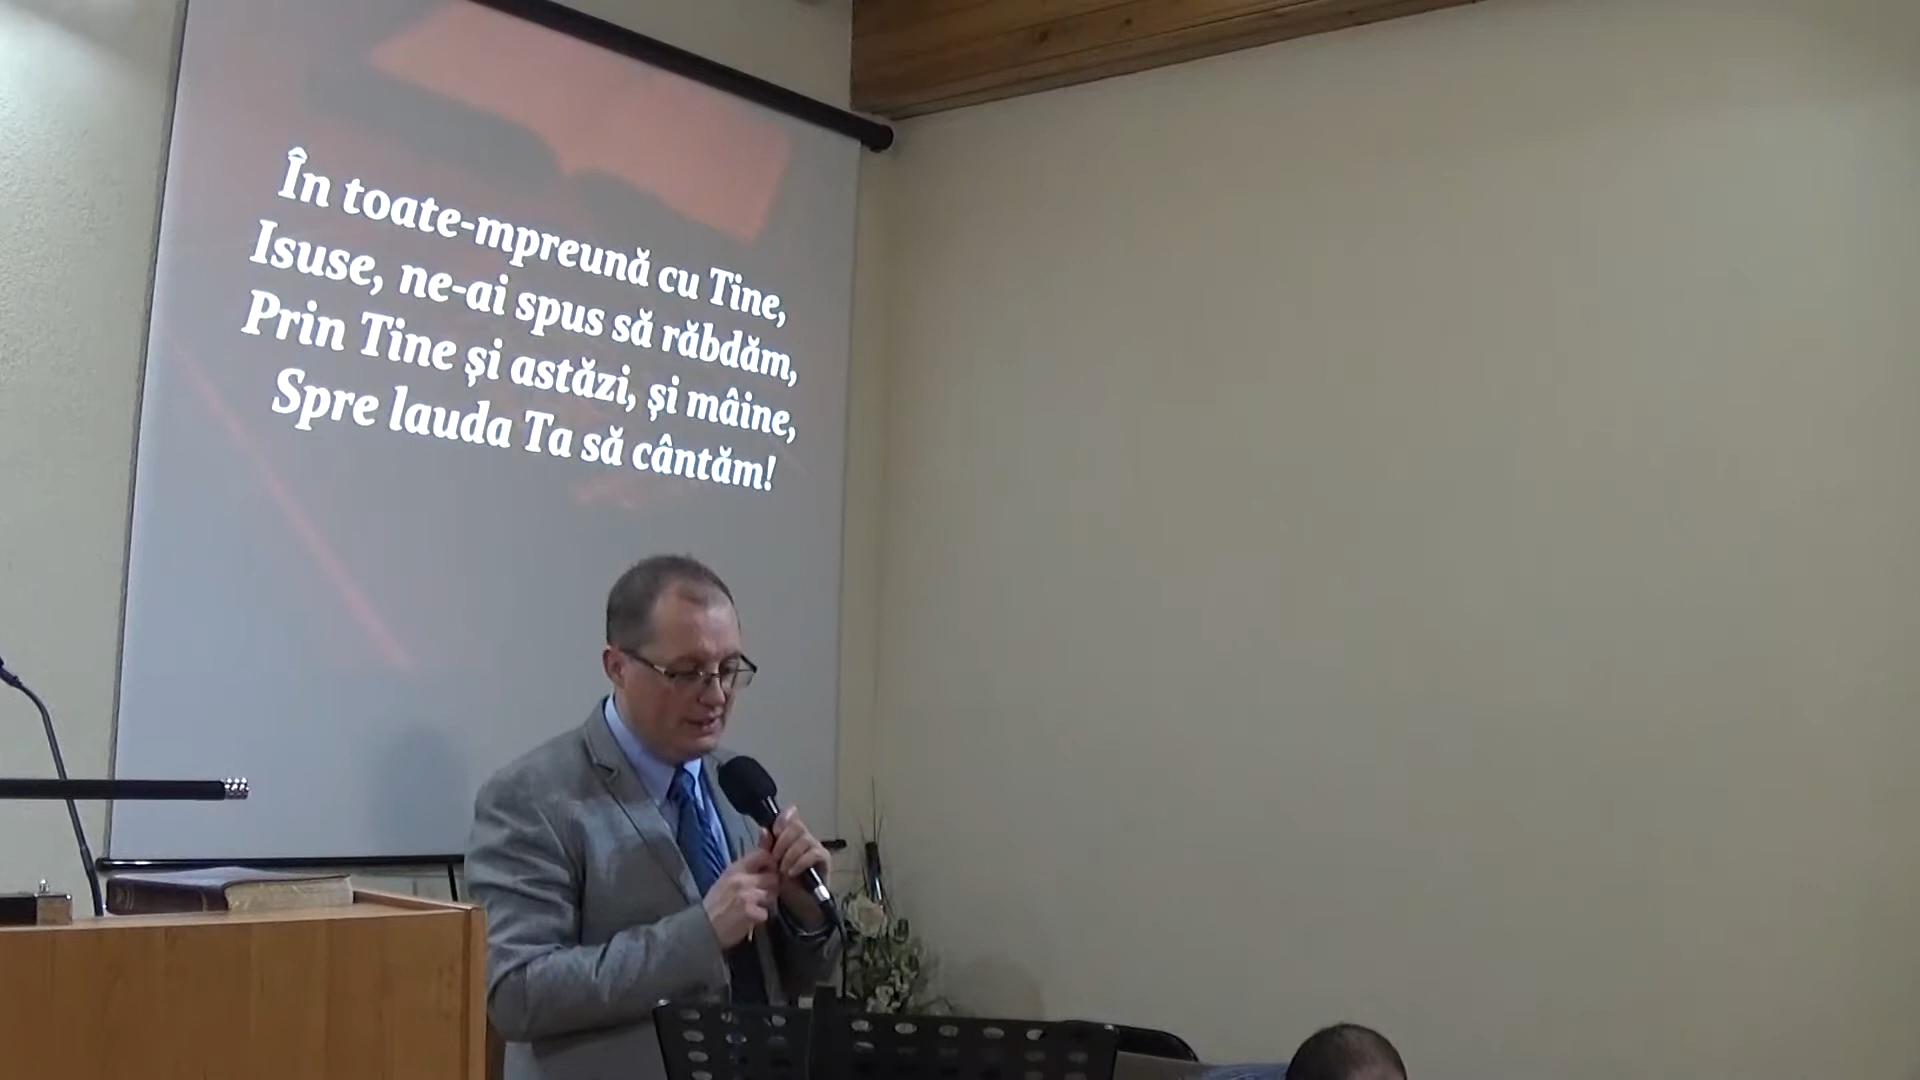 În toate-mpreună cu Tine,
Isuse, ne-ai spus să răbdăm,
Prin Tine și astăzi, și mâine,
Spre lauda Ta să cântăm!